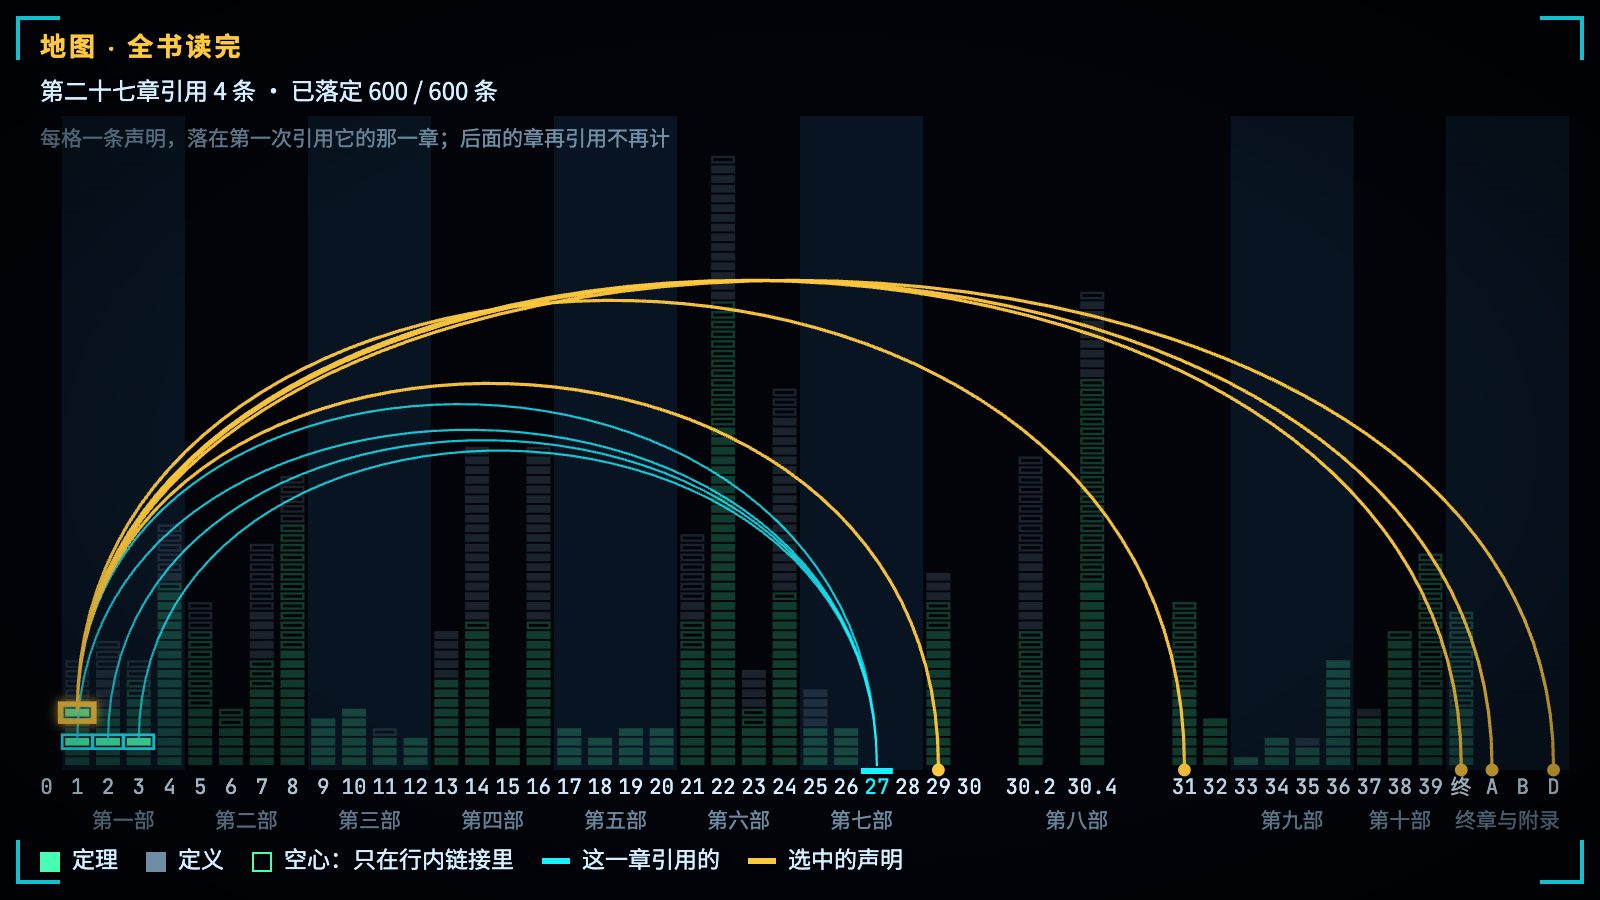 地图 · 全书读完
第二十七章引用 4 条 · 已落定 600 / 600 条
每格一条声明，落在第一次引用它的那一章；后面的章再引用不再计
0 1 2 3 4 5 6 7 8 9 10 11 12 13 14 15 16 17 18 19 20 21 22 23 24 25 26 27 28 29 30 30.2 30.4 31 32 33 34 35 36 37 38 39 终 A B D
第一部 第二部 第三部 第四部 第五部 第六部 第七部 第八部 第九部 第十部 终章与附录
定理 定义 空心：只在行内链接里 这一章引用的 选中的声明